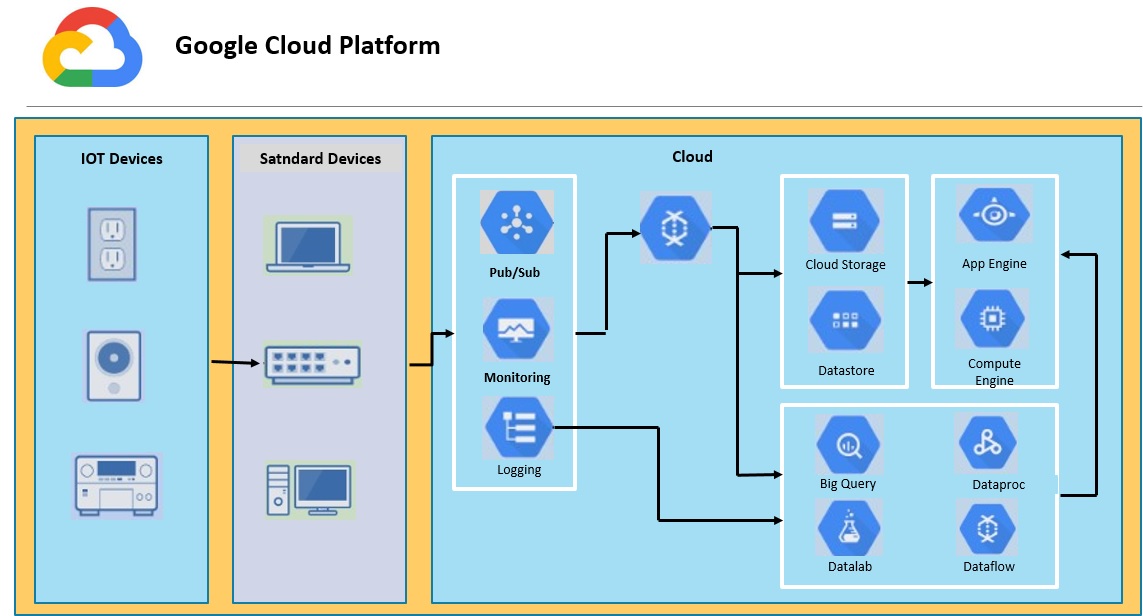 Google Cloud Platform
IOT Devices
Satndard Devices
Cloud
Pub/Sub
Monitoring
Logging
Cloud Storage
Datastore
App Engine
Compute
Engine
Big Query
Dataproc
Datalab
Dataflow